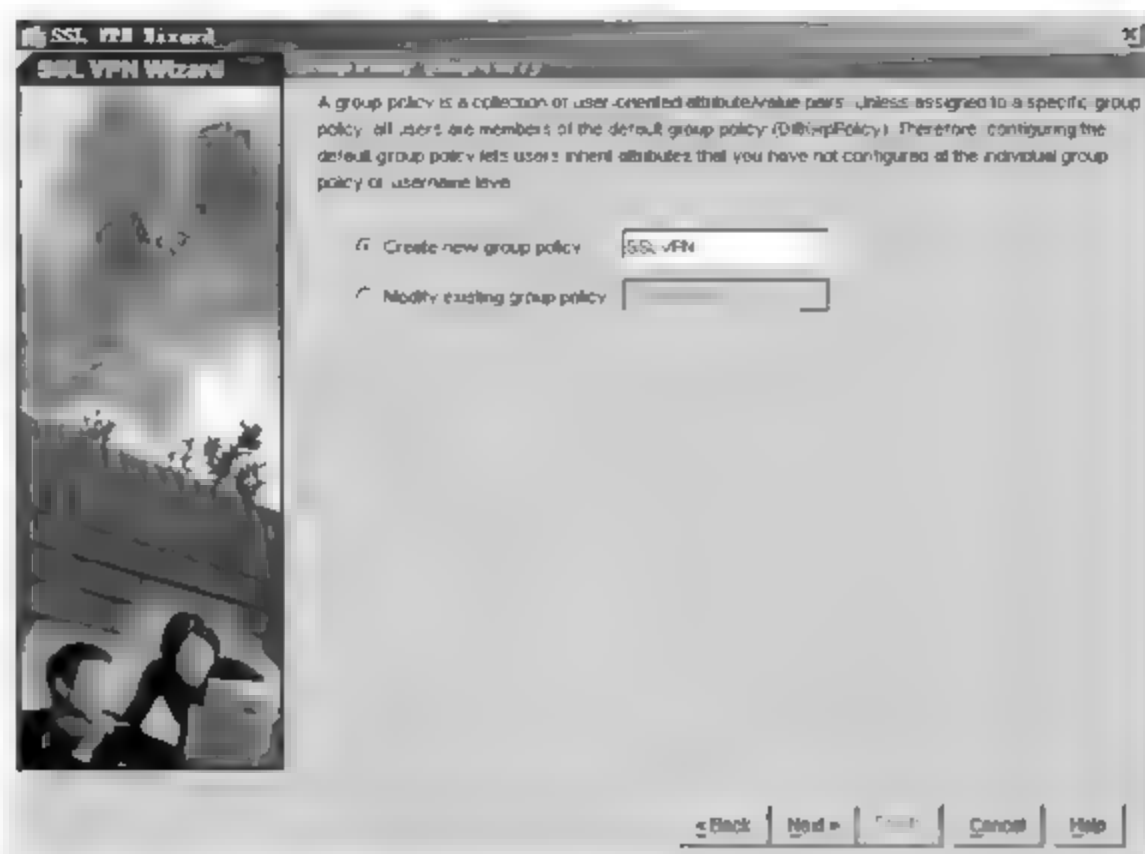 SSL VPN Wizard
SSL VPN Wizard
A group policy is a collection of user-oriented attribute/value pairs. Unless assigned to a specific group
policy, all users are members of the default group policy (DfltGrpPolicy). Therefore, configuring the
default group policy lets users inherit attributes that you have not configured at the individual group
policy or username level.
Create new group policy SSL VPN
Modify existing group policy
< Back Next > Cancel Help